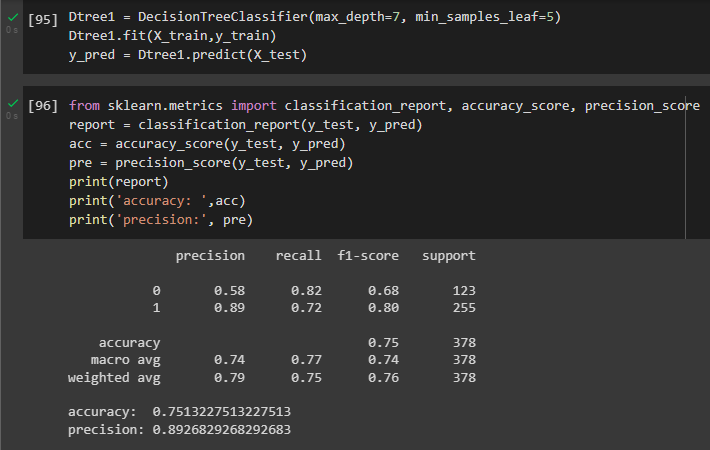 [95] Dtree1 = DecisionTreeClassifier(max_depth=7, min_samples_leaf=5)
Dtree1.fit(X_train,y_train)
0s
y_pred = Dtree1.predict(X_test)
[96] from sklearn.metrics import classification_report, accuracy_score, precision_score
0s
report = classification_report(y_test, y_pred)
acc = accuracy_score(y_test, y_pred)
pre = precision_score(y_test, y_pred)
print(report)
print('accuracy: ',acc)
print('precision:', pre)
precision recall f1-score support
0 0.58 0.82 0.68 123
1 0.89 0.72 0.80 255
accuracy 0.75 378
macro avg 0.74 0.77 0.74 378
weighted avg 0.79 0.75 0.76 378
accuracy: 0.7513227513227513
precision: 0.8926829268292683